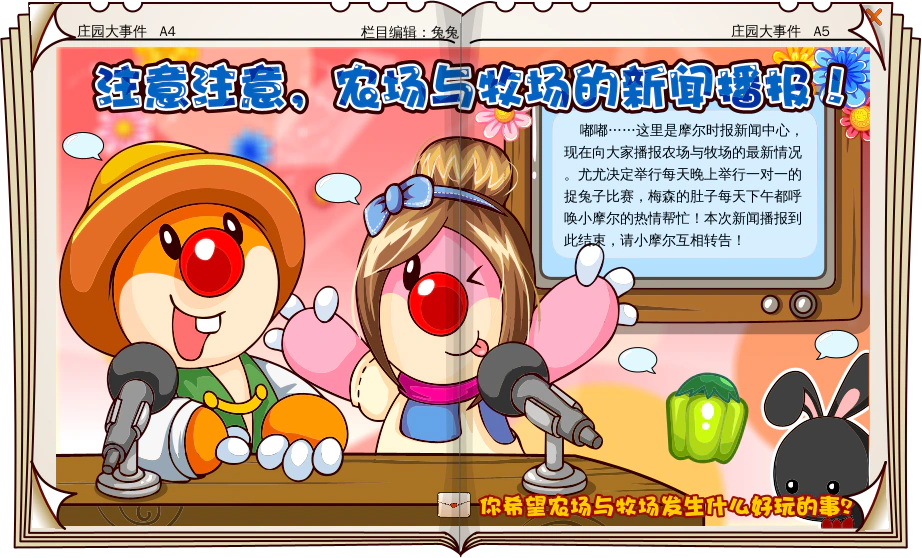 庄园大事件 A4
栏目编辑：兔兔
庄园大事件 A5
注意注意，农场与牧场的新闻播报！
嘟嘟……这里是摩尔时报新闻中心，
现在向大家播报农场与牧场的最新情况
。尤尤决定举行每天晚上举行一对一的
捉兔子比赛，梅森的肚子每天下午都呼
唤小摩尔的热情帮忙！本次新闻播报到
此结束，请小摩尔互相转告！
你希望农场与牧场发生什么好玩的事?